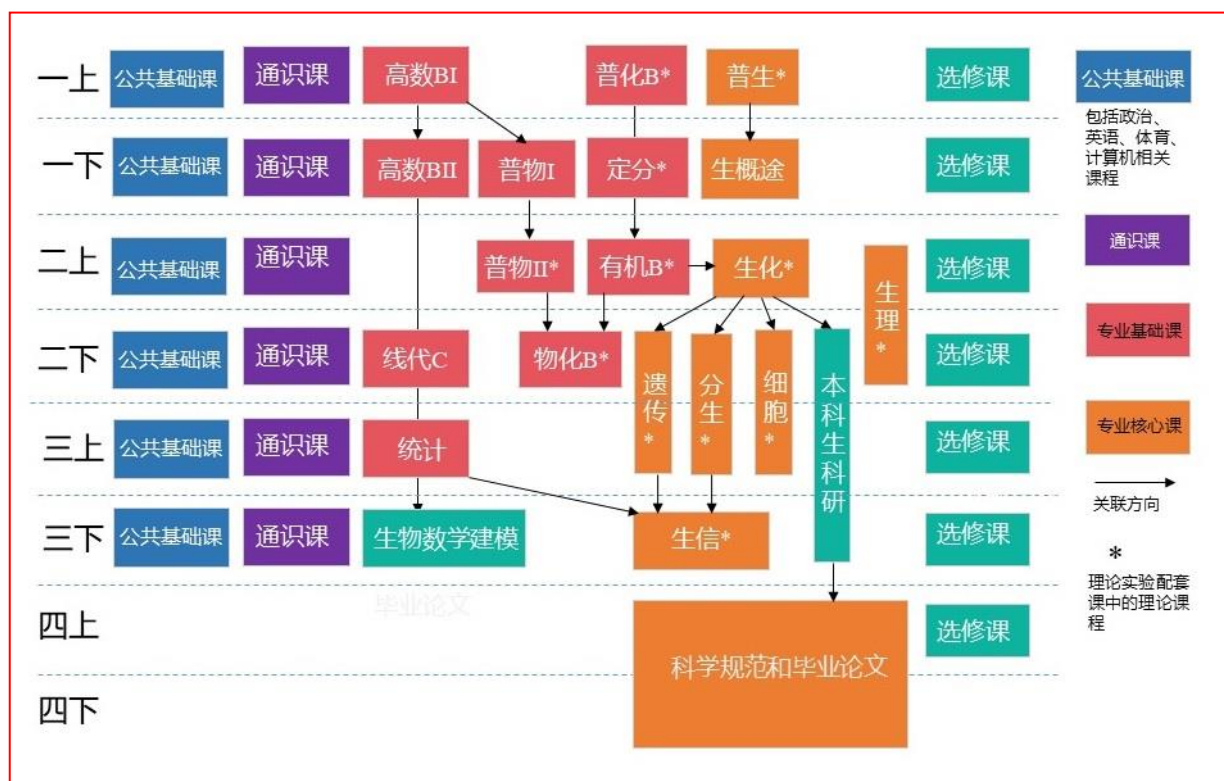 一上
公共基础课
通识课
高数BI
普化B*
普生*
选修课
一下
公共基础课
通识课
高数BII
普物I
定分*
生概途
选修课
二上
公共基础课
通识课
普物II*
有机B*
生化*
生理*
选修课
二下
公共基础课
通识课
线代C
物化B*
遗传*
分生*
细胞*
本科生科研
选修课
三上
公共基础课
通识课
统计
选修课
三下
公共基础课
通识课
生物数学建模
生信*
选修课
毕业论文
四上
科学规范和毕业论文
选修课
四下
公共基础课
包括政治、
英语、体育、
计算机相关
课程
通识课
专业基础课
专业核心课
关联方向
*
理论实验配套
课中的理论课
程